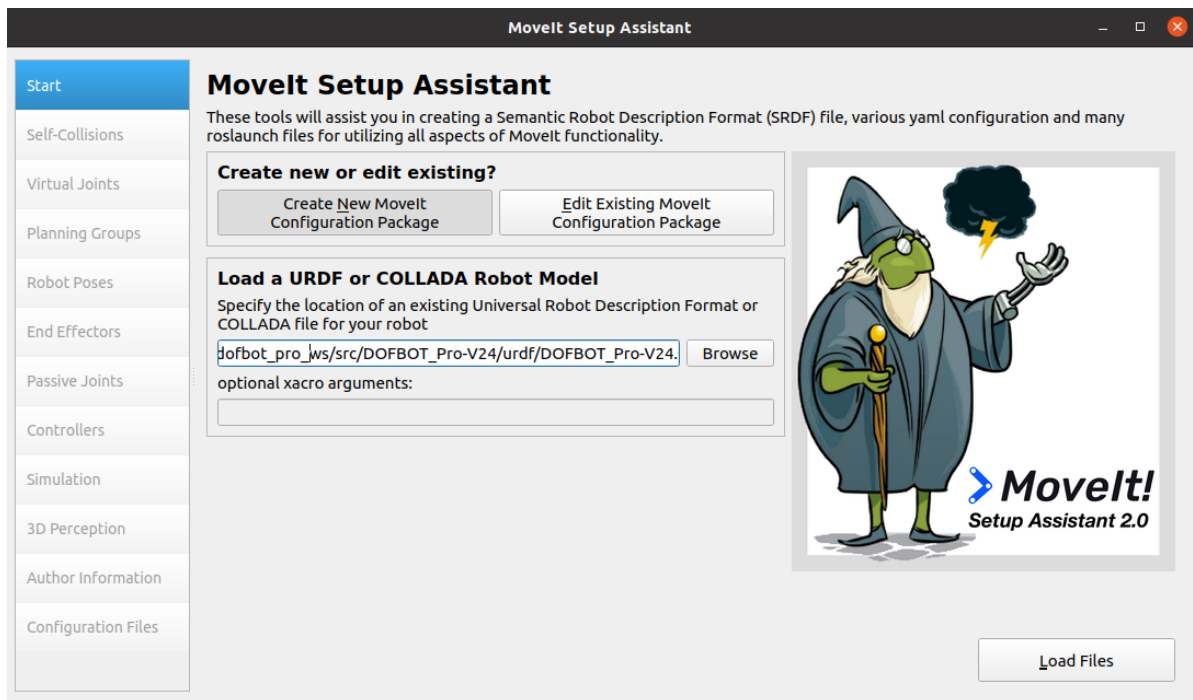 MoveIt Setup Assistant
Start
Self-Collisions
Virtual Joints
Planning Groups
Robot Poses
End Effectors
Passive Joints
Controllers
Simulation
3D Perception
Author Information
Configuration Files
MoveIt Setup Assistant
These tools will assist you in creating a Semantic Robot Description Format (SRDF) file, various yaml configuration and many
roslaunch files for utilizing all aspects of MoveIt functionality.
Create new or edit existing?
Create New MoveIt
Configuration Package
Edit Existing MoveIt
Configuration Package
Load a URDF or COLLADA Robot Model
Specify the location of an existing Universal Robot Description Format or
COLLADA file for your robot
dofbot_pro_ws/src/DOFBOT_Pro-V24/urdf/DOFBOT_Pro-V24.
Browse
optional xacro arguments:
MoveIt!
Setup Assistant 2.0
Load Files